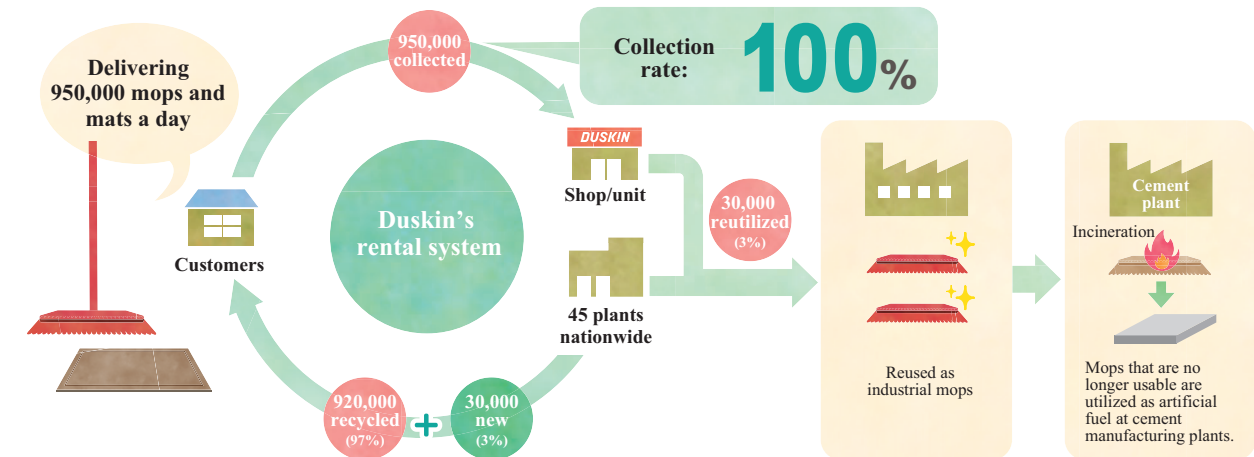 Delivering
950,000 mops and
mats a day
Customers
950,000
collected
Collection
rate:
100%
DUSKIN
Shop/unit
Duskin's
rental system
45 plants
nationwide
920,000
recycled
(97%)
+
30,000
new
(3%)
30,000
reutilized
(3%)
Reused as
industrial mops
Cement
plant
Incineration
Mops that are no
longer usable are
utilized as artificial
fuel at cement
manufacturing plants.